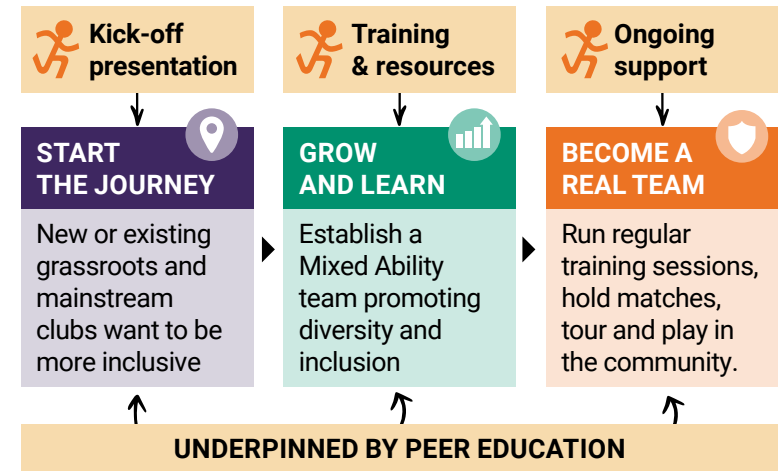 Kick-off
presentation
Training
& resources
Ongoing
support
START
THE JOURNEY
New or existing
grassroots and
mainstream
clubs want to be
more inclusive
GROW
AND LEARN
Establish a
Mixed Ability
team promoting
diversity and
inclusion
BECOME A
REAL TEAM
Run regular
training sessions,
hold matches,
tour and play in
the community.
UNDERPINNED BY PEER EDUCATION